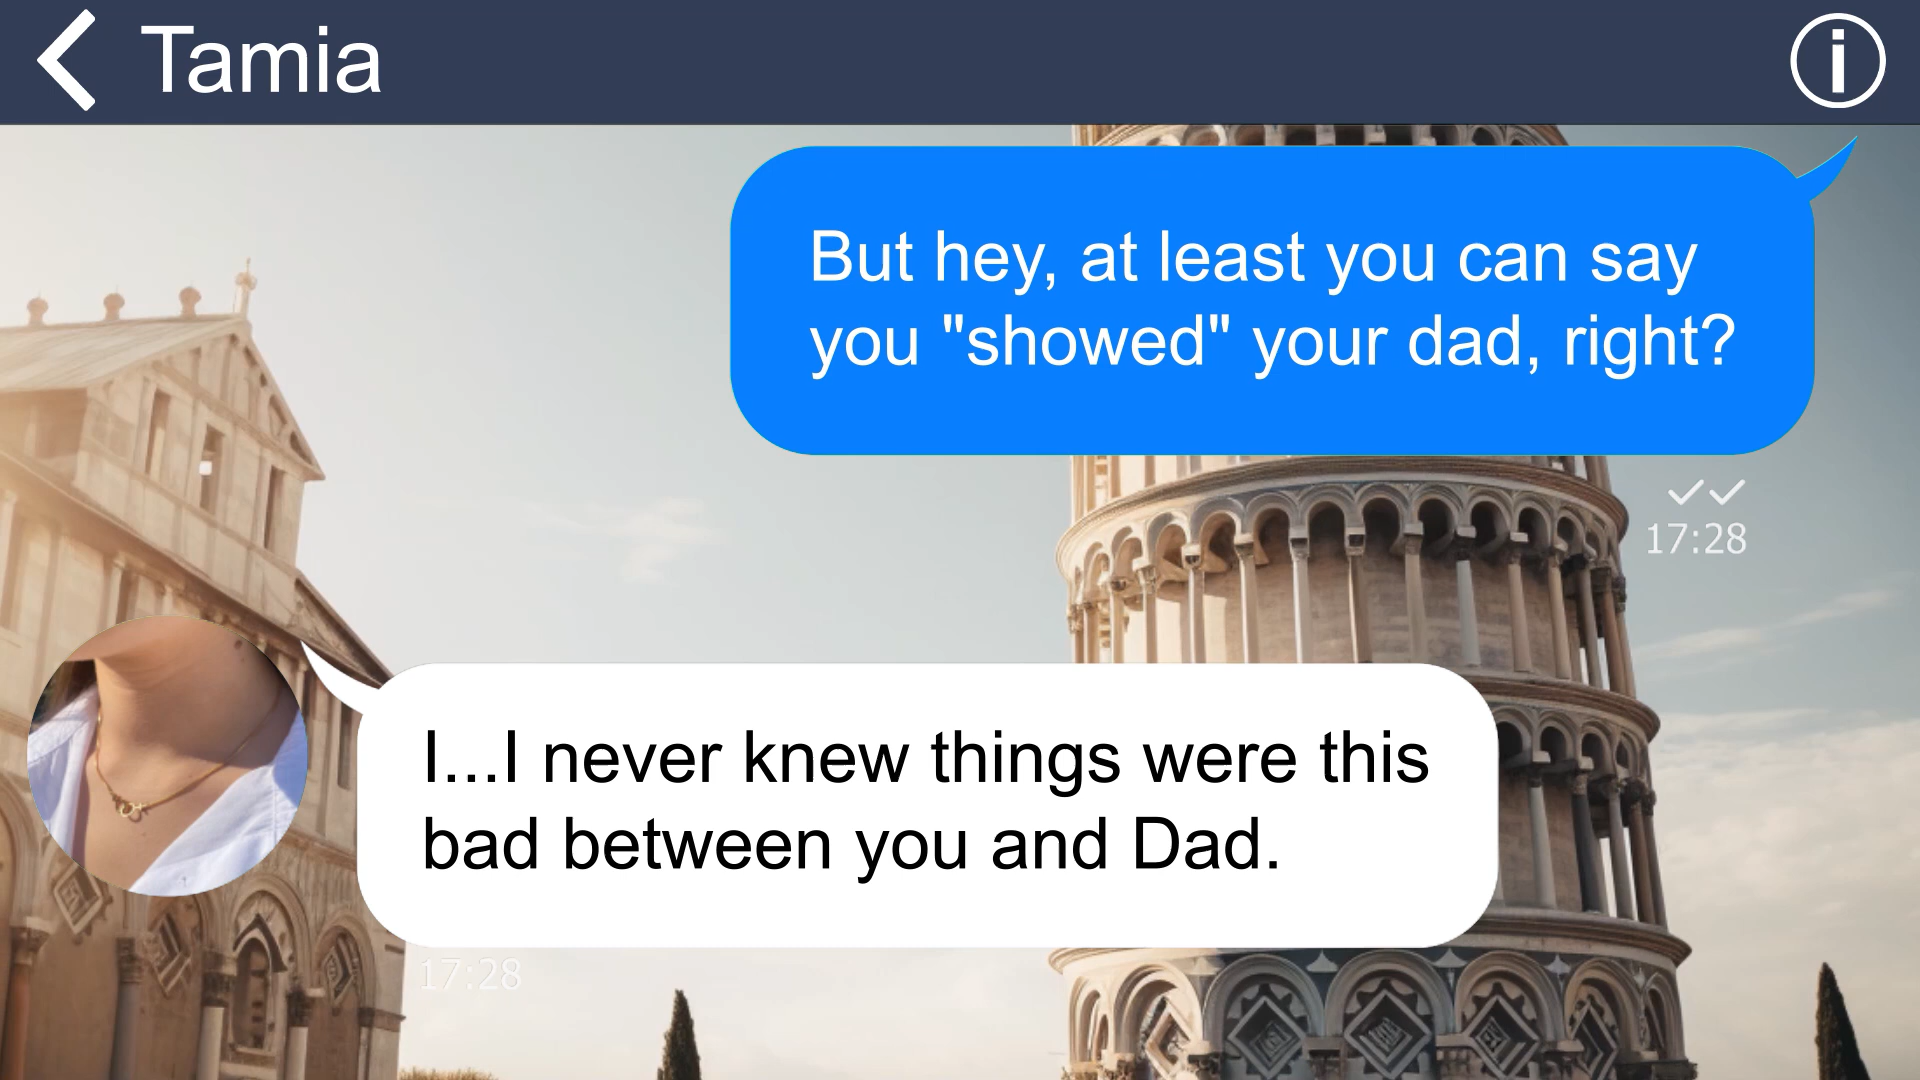 Tamia
But hey, at least you can say
you "showed" your dad, right?
17:28
I...I never knew things were this
bad between you and Dad.
17:28